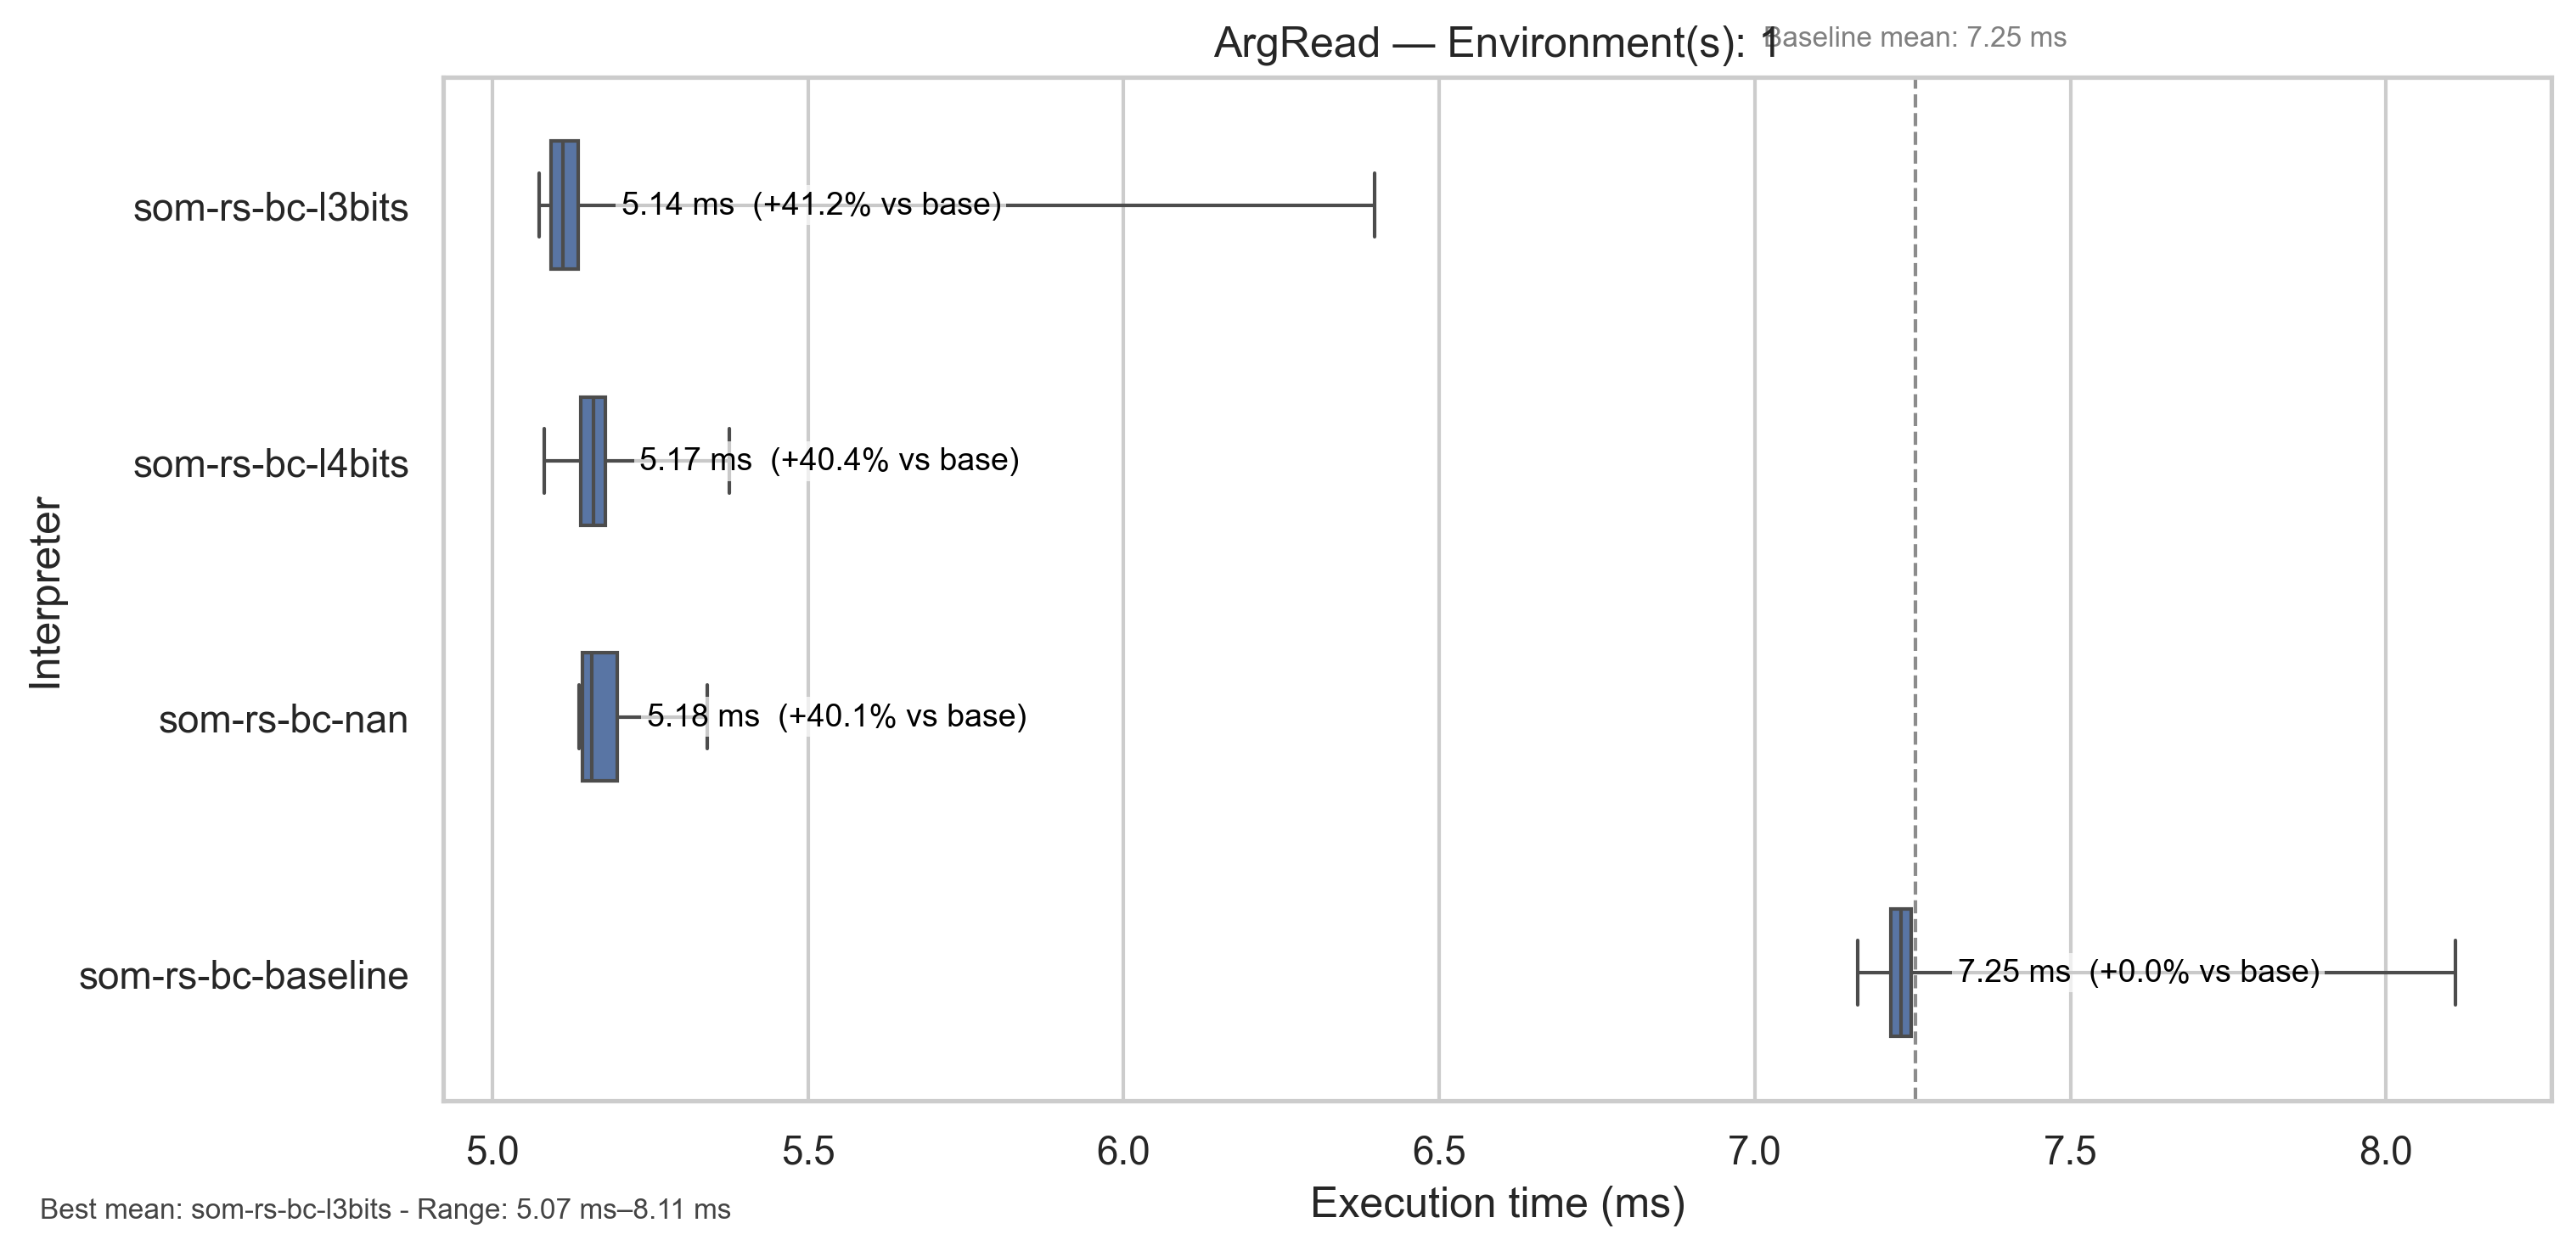 ArgRead — Environment(s): 1
Baseline mean: 7.25 ms
som-rs-bc-l3bits
5.14 ms (+41.2% vs base)
som-rs-bc-l4bits
5.17 ms (+40.4% vs base)
som-rs-bc-nan
5.18 ms (+40.1% vs base)
som-rs-bc-baseline
7.25 ms (+0.0% vs base)
Interpreter
5.0 5.5 6.0 6.5 7.0 7.5 8.0
Execution time (ms)
Best mean: som-rs-bc-l3bits - Range: 5.07 ms–8.11 ms